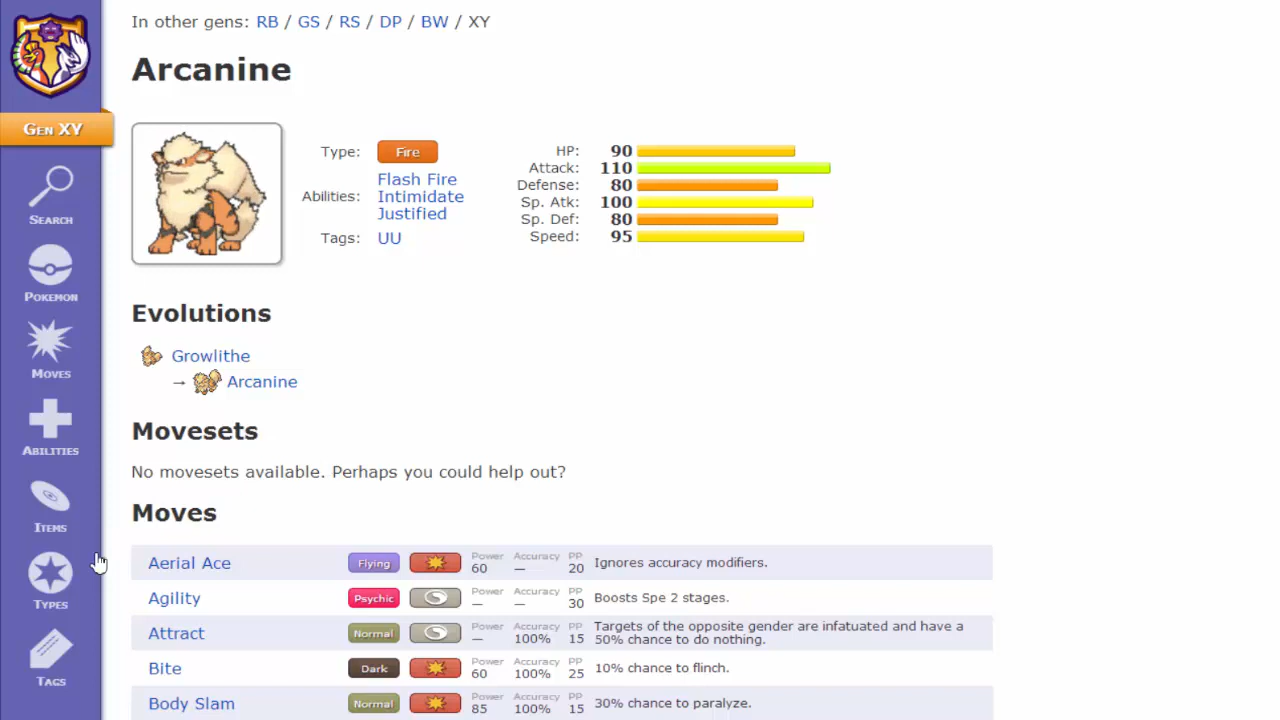 In other gens: RB / GS / RS / DP / BW / XY
Arcanine
GEN XY
SEARCH
POKEMON
MOVES
ABILITIES
ITEMS
TYPES
TAGS
Type: Fire
Abilities: Flash Fire
Intimidate
Justified
Tags: UU
HP: 90
Attack: 110
Defense: 80
Sp. Atk: 100
Sp. Def: 80
Speed: 95
Evolutions
Growlithe
→ Arcanine
Movesets
No movesets available. Perhaps you could help out?
Moves
Aerial Ace Flying Power 60 Accuracy — PP 20 Ignores accuracy modifiers.
Agility Psychic Power — Accuracy — PP 30 Boosts Spe 2 stages.
Attract Normal Power — Accuracy 100% PP 15 Targets of the opposite gender are infatuated and have a
50% chance to do nothing.
Bite Dark Power 60 Accuracy 100% PP 25 10% chance to flinch.
Body Slam Normal Power 85 Accuracy 100% PP 15 30% chance to paralyze.